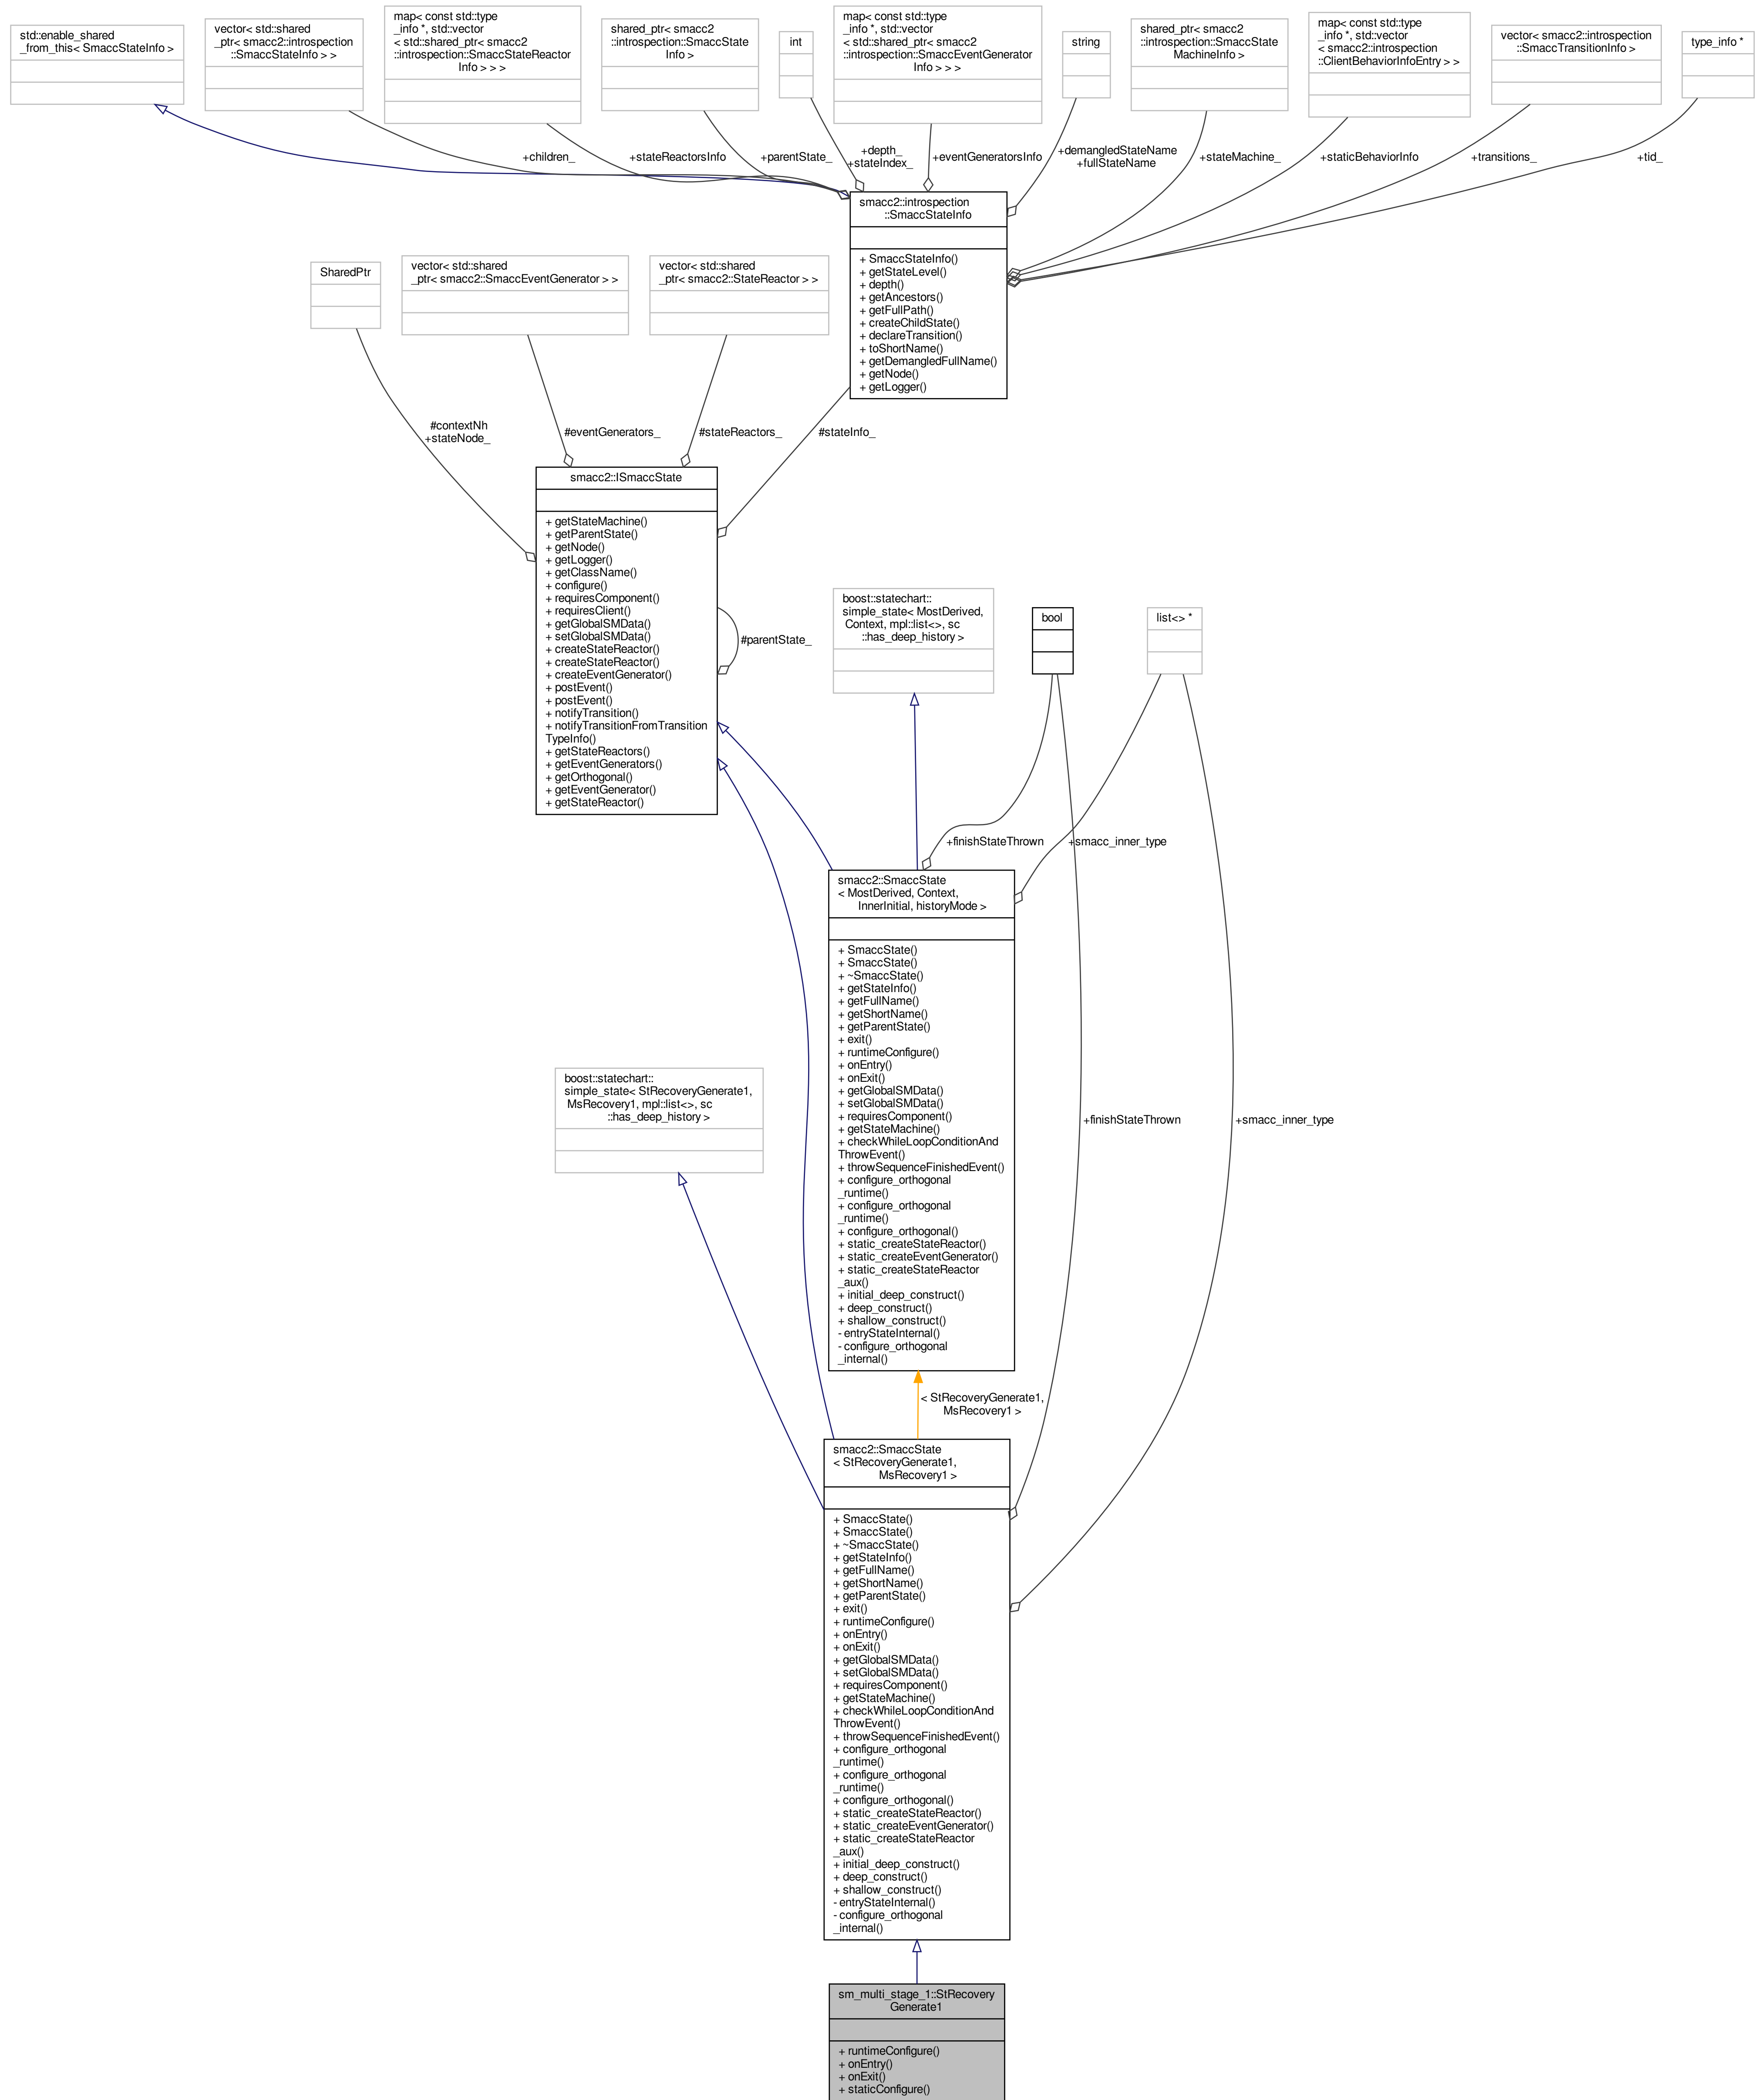 std::enable_shared
_from_this< SmaccStateInfo >
vector< std::shared
_ptr< smacc2::introspection
::SmaccStateInfo > >
map< const std::type
_info *, std::vector
< std::shared_ptr< smacc2
::introspection::SmaccStateReactor
Info > > >
shared_ptr< smacc2
::introspection::SmaccState
Info >
int
map< const std::type
_info *, std::vector
< std::shared_ptr< smacc2
::introspection::SmaccEventGenerator
Info > > >
string
shared_ptr< smacc2
::introspection::SmaccState
MachineInfo >
map< const std::type
_info *, std::vector
< smacc2::introspection
::ClientBehaviorInfoEntry > >
vector< smacc2::introspection
::SmaccTransitionInfo >
type_info *
+children_
+stateReactorsInfo
+parentState_
+depth_
+stateIndex_
+eventGeneratorsInfo
+demangledStateName
+fullStateName
+stateMachine_
+staticBehaviorInfo
+transitions_
+tid_
smacc2::introspection
::SmaccStateInfo
+ SmaccStateInfo()
+ getStateLevel()
+ depth()
+ getAncestors()
+ getFullPath()
+ createChildState()
+ declareTransition()
+ toShortName()
+ getDemangledFullName()
+ getNode()
+ getLogger()
SharedPtr
vector< std::shared
_ptr< smacc2::SmaccEventGenerator > >
vector< std::shared
_ptr< smacc2::StateReactor > >
#contextNh
+stateNode_
#eventGenerators_
#stateReactors_
#stateInfo_
smacc2::ISmaccState
+ getStateMachine()
+ getParentState()
+ getNode()
+ getLogger()
+ getClassName()
+ configure()
+ requiresComponent()
+ requiresClient()
+ getGlobalSMData()
+ setGlobalSMData()
+ createStateReactor()
+ createStateReactor()
+ createEventGenerator()
+ postEvent()
+ postEvent()
+ notifyTransition()
+ notifyTransitionFromTransition
TypeInfo()
+ getStateReactors()
+ getEventGenerators()
+ getOrthogonal()
+ getEventGenerator()
+ getStateReactor()
#parentState_
boost::statechart::
simple_state< MostDerived,
Context, mpl::list<>, sc
::has_deep_history >
bool
list<> *
+finishStateThrown
+smacc_inner_type
smacc2::SmaccState
< MostDerived, Context,
InnerInitial, historyMode >
+ SmaccState()
+ SmaccState()
+ ~SmaccState()
+ getStateInfo()
+ getFullName()
+ getShortName()
+ getParentState()
+ exit()
+ runtimeConfigure()
+ onEntry()
+ onExit()
+ getGlobalSMData()
+ setGlobalSMData()
+ requiresComponent()
+ getStateMachine()
+ checkWhileLoopConditionAnd
ThrowEvent()
+ throwSequenceFinishedEvent()
+ configure_orthogonal
_runtime()
+ configure_orthogonal
_runtime()
+ configure_orthogonal()
+ static_createStateReactor()
+ static_createEventGenerator()
+ static_createStateReactor
_aux()
+ initial_deep_construct()
+ deep_construct()
+ shallow_construct()
- entryStateInternal()
- configure_orthogonal
_internal()
boost::statechart::
simple_state< StRecoveryGenerate1,
MsRecovery1, mpl::list<>, sc
::has_deep_history >
+finishStateThrown
+smacc_inner_type
< StRecoveryGenerate1,
MsRecovery1 >
smacc2::SmaccState
< StRecoveryGenerate1,
MsRecovery1 >
+ SmaccState()
+ SmaccState()
+ ~SmaccState()
+ getStateInfo()
+ getFullName()
+ getShortName()
+ getParentState()
+ exit()
+ runtimeConfigure()
+ onEntry()
+ onExit()
+ getGlobalSMData()
+ setGlobalSMData()
+ requiresComponent()
+ getStateMachine()
+ checkWhileLoopConditionAnd
ThrowEvent()
+ throwSequenceFinishedEvent()
+ configure_orthogonal
_runtime()
+ configure_orthogonal
_runtime()
+ configure_orthogonal()
+ static_createStateReactor()
+ static_createEventGenerator()
+ static_createStateReactor
_aux()
+ initial_deep_construct()
+ deep_construct()
+ shallow_construct()
- entryStateInternal()
- configure_orthogonal
_internal()
sm_multi_stage_1::StRecovery
Generate1
+ runtimeConfigure()
+ onEntry()
+ onExit()
+ staticConfigure()